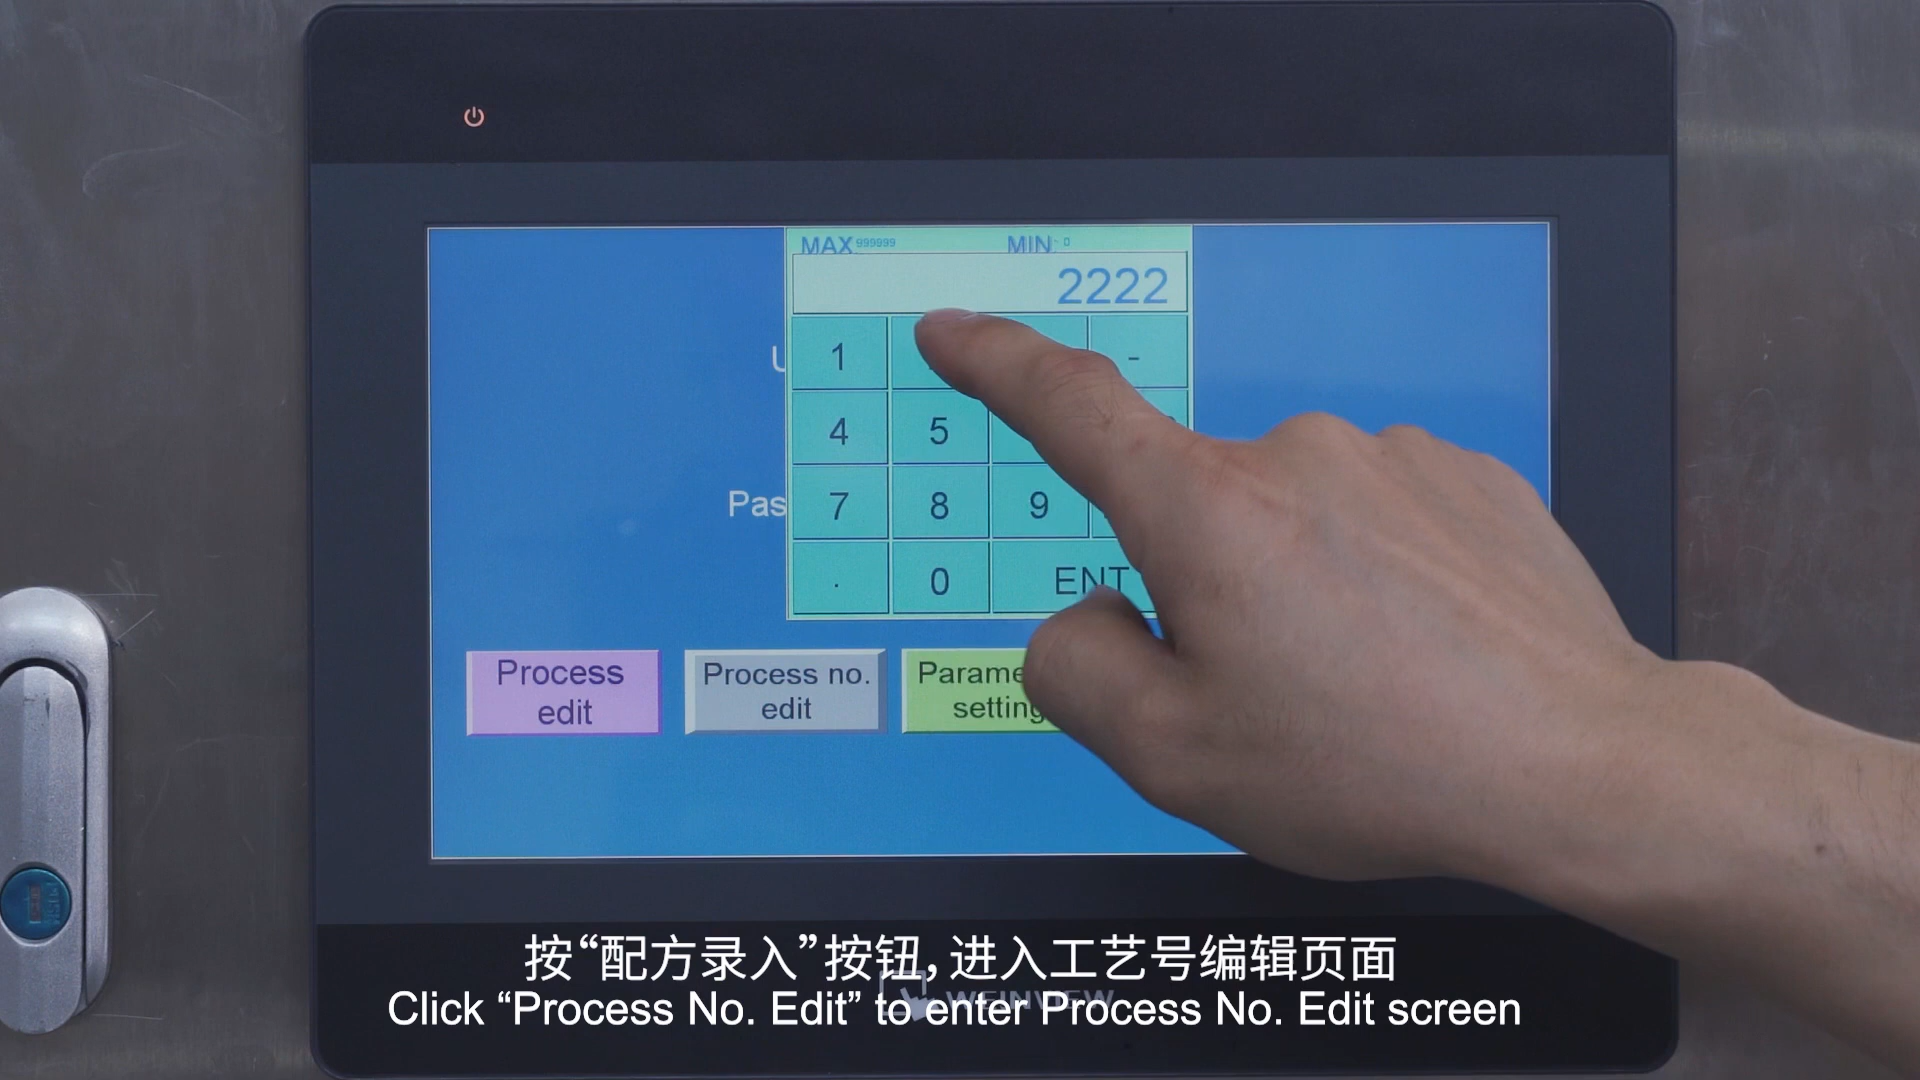 MAX: 999999 MIN: 0
2222
U
1 -
4 5
Pas
7 8 9
. 0 ENT
Process
edit
Process no.
edit
Parame
setting
按“配方录入”按钮，进入工艺号编辑页面
WEINVIEW
Click “Process No. Edit” to enter Process No. Edit screen